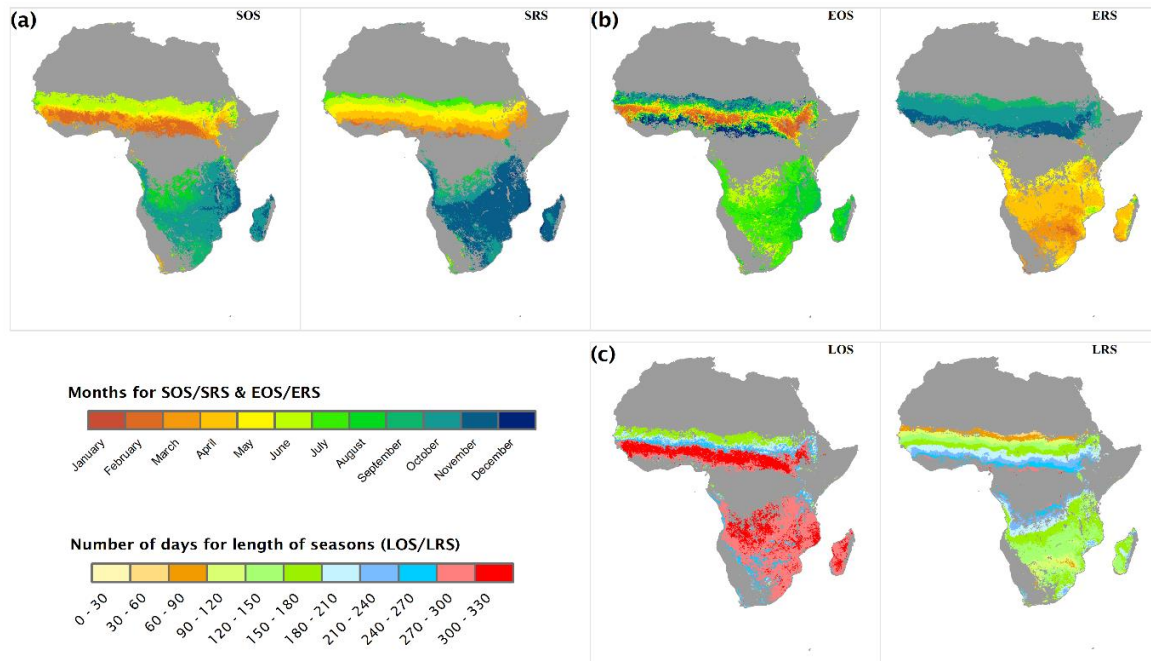 (a) SOS SRS (b) EOS ERS
(c) LOS LRS
Months for SOS/SRS & EOS/ERS
January February March April May June July August September October November December
Number of days for length of seasons (LOS/LRS)
0 - 30 30 - 60 60 - 90 90 - 120 120 - 150 150 - 180 180 - 210 210 - 240 240 - 270 270 - 300 300 - 330